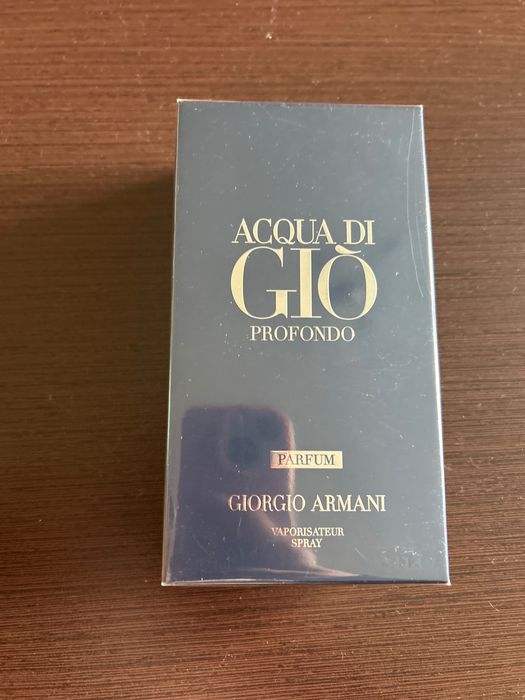 ACQUA DI
GIÒ
PROFONDO
PARFUM
GIORGIO ARMANI
VAPORISATEUR
SPRAY